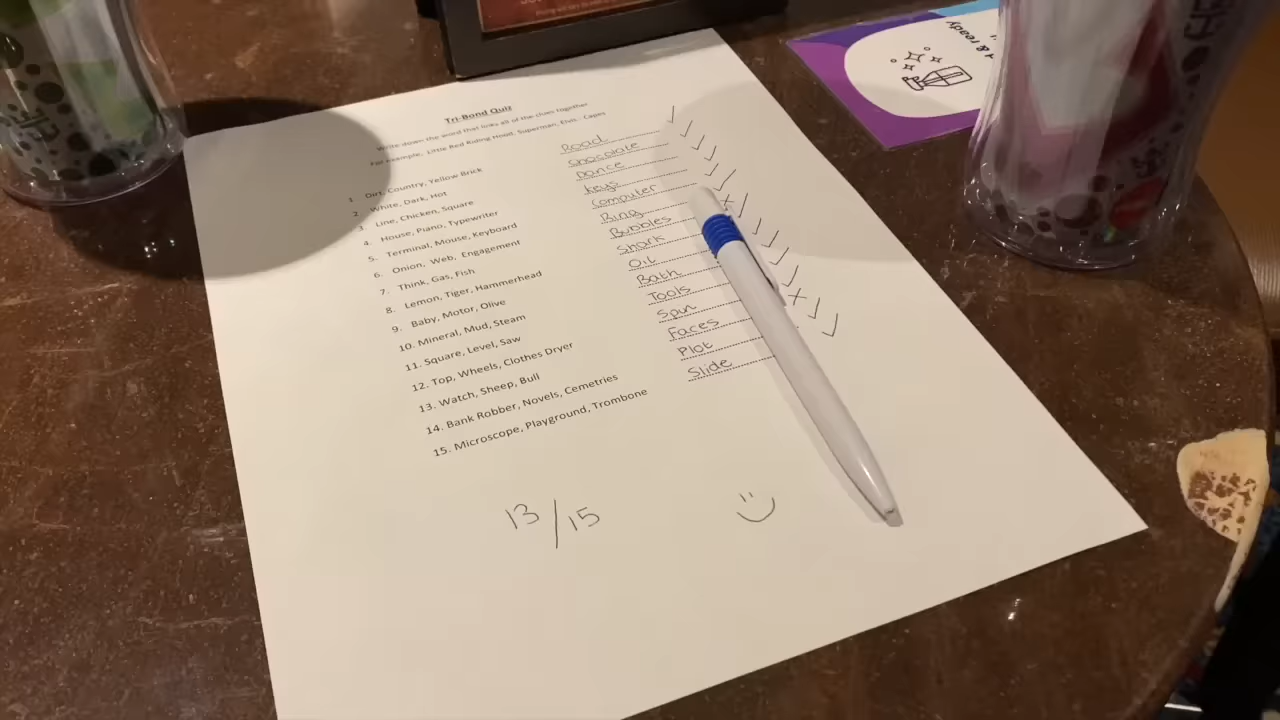 Tri-Bond Quiz
Write down the word that links all of the clues together
For example,- Little Red Riding Hood, Superman, Elvis - Capes
1 Dirt, Country, Yellow Brick Road
2. White, Dark, Hot Shocolate
3. Line, Chicken, Square Dance
4. House, Piano, Typewriter Keys
5. Terminal, Mouse, Keyboard Computer
6. Onion, Web, Engagement Ring
7. Think, Gas, Fish Bubbles
8. Lemon, Tiger, Hammerhead Shark
9. Baby, Motor, Olive Oil
10. Mineral, Mud, Steam Bath
11. Square, Level, Saw Tools
12. Top, Wheels, Clothes Dryer Spin
13. Watch, Sheep, Bull Faces
14. Bank Robber, Novels, Cemetries Plot
15. Microscope, Playground, Trombone Slide
13/15
& ready